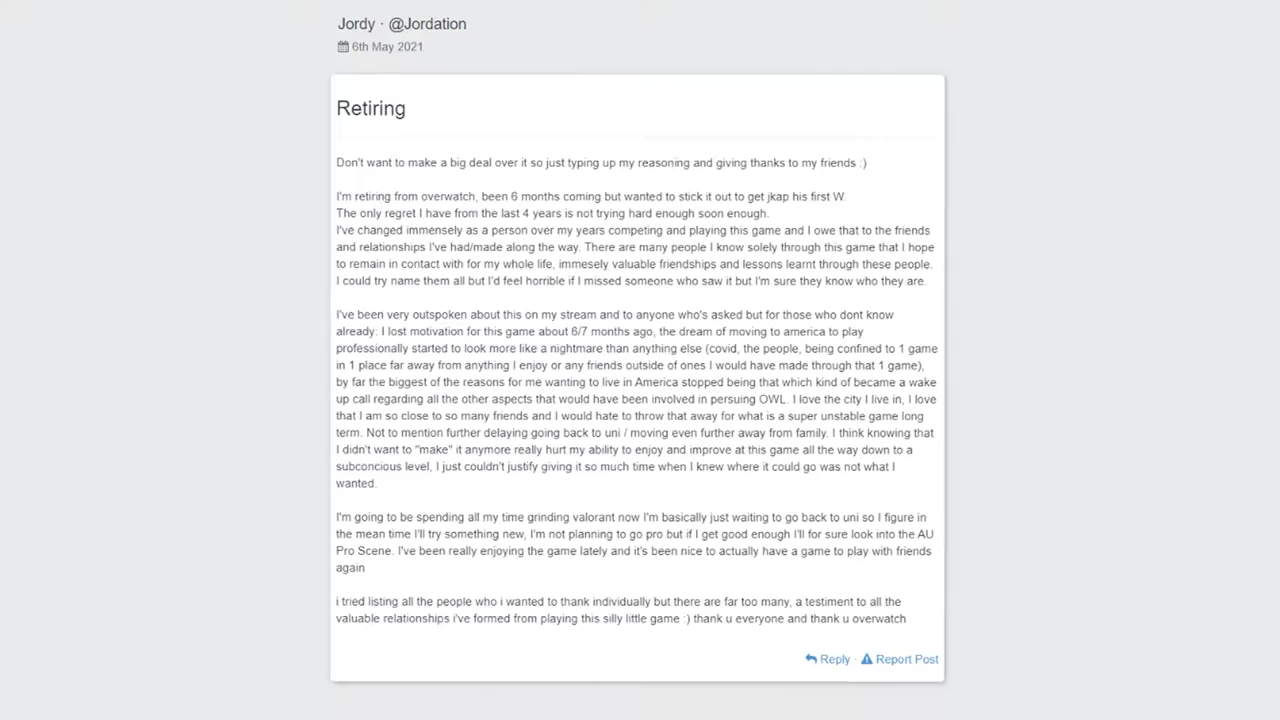 Jordy · @Jordation
6th May 2021
Retiring
Don't want to make a big deal over it so just typing up my reasoning and giving thanks to my friends :)
I'm retiring from overwatch, been 6 months coming but wanted to stick it out to get jkap his first W.
The only regret I have from the last 4 years is not trying hard enough soon enough.
I've changed immensely as a person over my years competing and playing this game and I owe that to the friends
and relationships I've had/made along the way. There are many people I know solely through this game that I hope
to remain in contact with for my whole life, immesely valuable friendships and lessons learnt through these people.
I could try name them all but I'd feel horrible if I missed someone who saw it but I'm sure they know who they are.
I've been very outspoken about this on my stream and to anyone who's asked but for those who dont know
already: I lost motivation for this game about 6/7 months ago, the dream of moving to america to play
professionally started to look more like a nightmare than anything else (covid, the people, being confined to 1 game
in 1 place far away from anything I enjoy or any friends outside of ones I would have made through that 1 game),
by far the biggest of the reasons for me wanting to live in America stopped being that which kind of became a wake
up call regarding all the other aspects that would have been involved in persuing OWL. I love the city I live in, I love
that I am so close to so many friends and I would hate to throw that away for what is a super unstable game long
term. Not to mention further delaying going back to uni / moving even further away from family. I think knowing that
I didn't want to "make" it anymore really hurt my ability to enjoy and improve at this game all the way down to a
subconcious level, I just couldn't justify giving it so much time when I knew where it could go was not what I
wanted.
I'm going to be spending all my time grinding valorant now I'm basically just waiting to go back to uni so I figure in
the mean time I'll try something new, I'm not planning to go pro but if I get good enough I'll for sure look into the AU
Pro Scene. I've been really enjoying the game lately and it's been nice to actually have a game to play with friends
again
i tried listing all the people who i wanted to thank individually but there are far too many, a testiment to all the
valuable relationships i've formed from playing this silly little game :) thank u everyone and thank u overwatch
Reply · Report Post